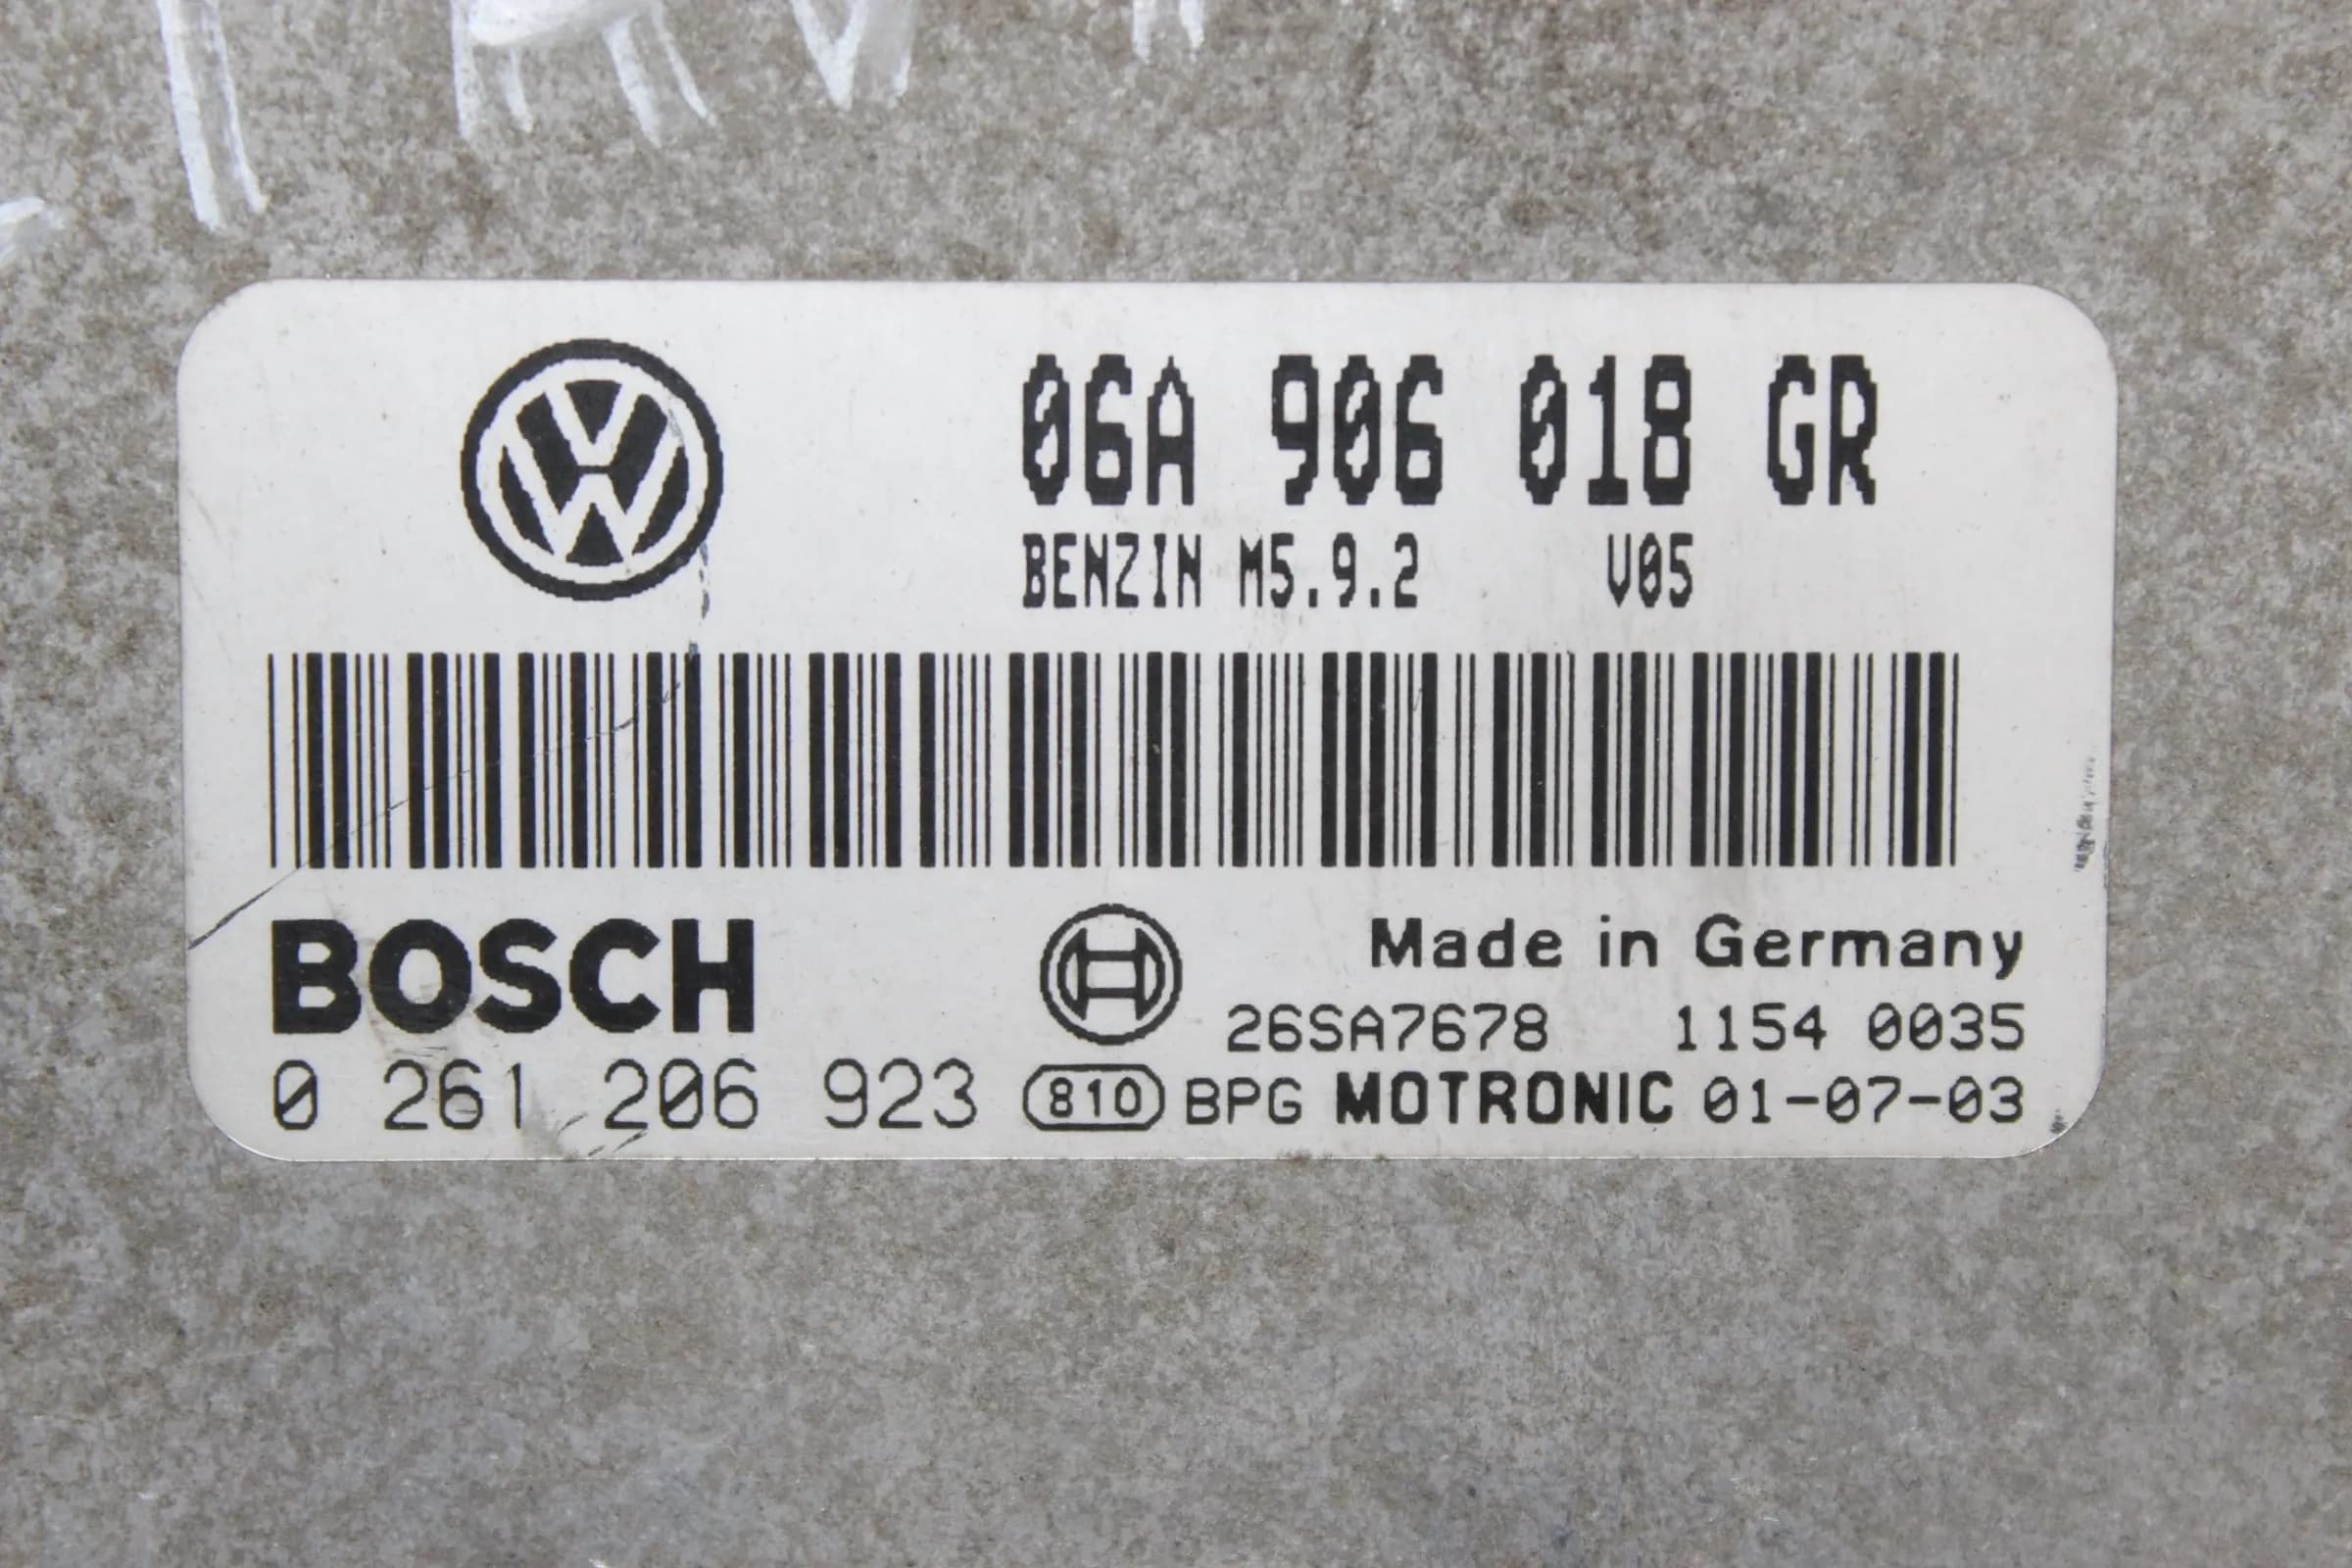 06A 906 018 GR
BENZIN M5.9.2 V05
BOSCH
Made in Germany
26SA7678 1154 0035
0 261 206 923 810 BPG MOTRONIC 01-07-03